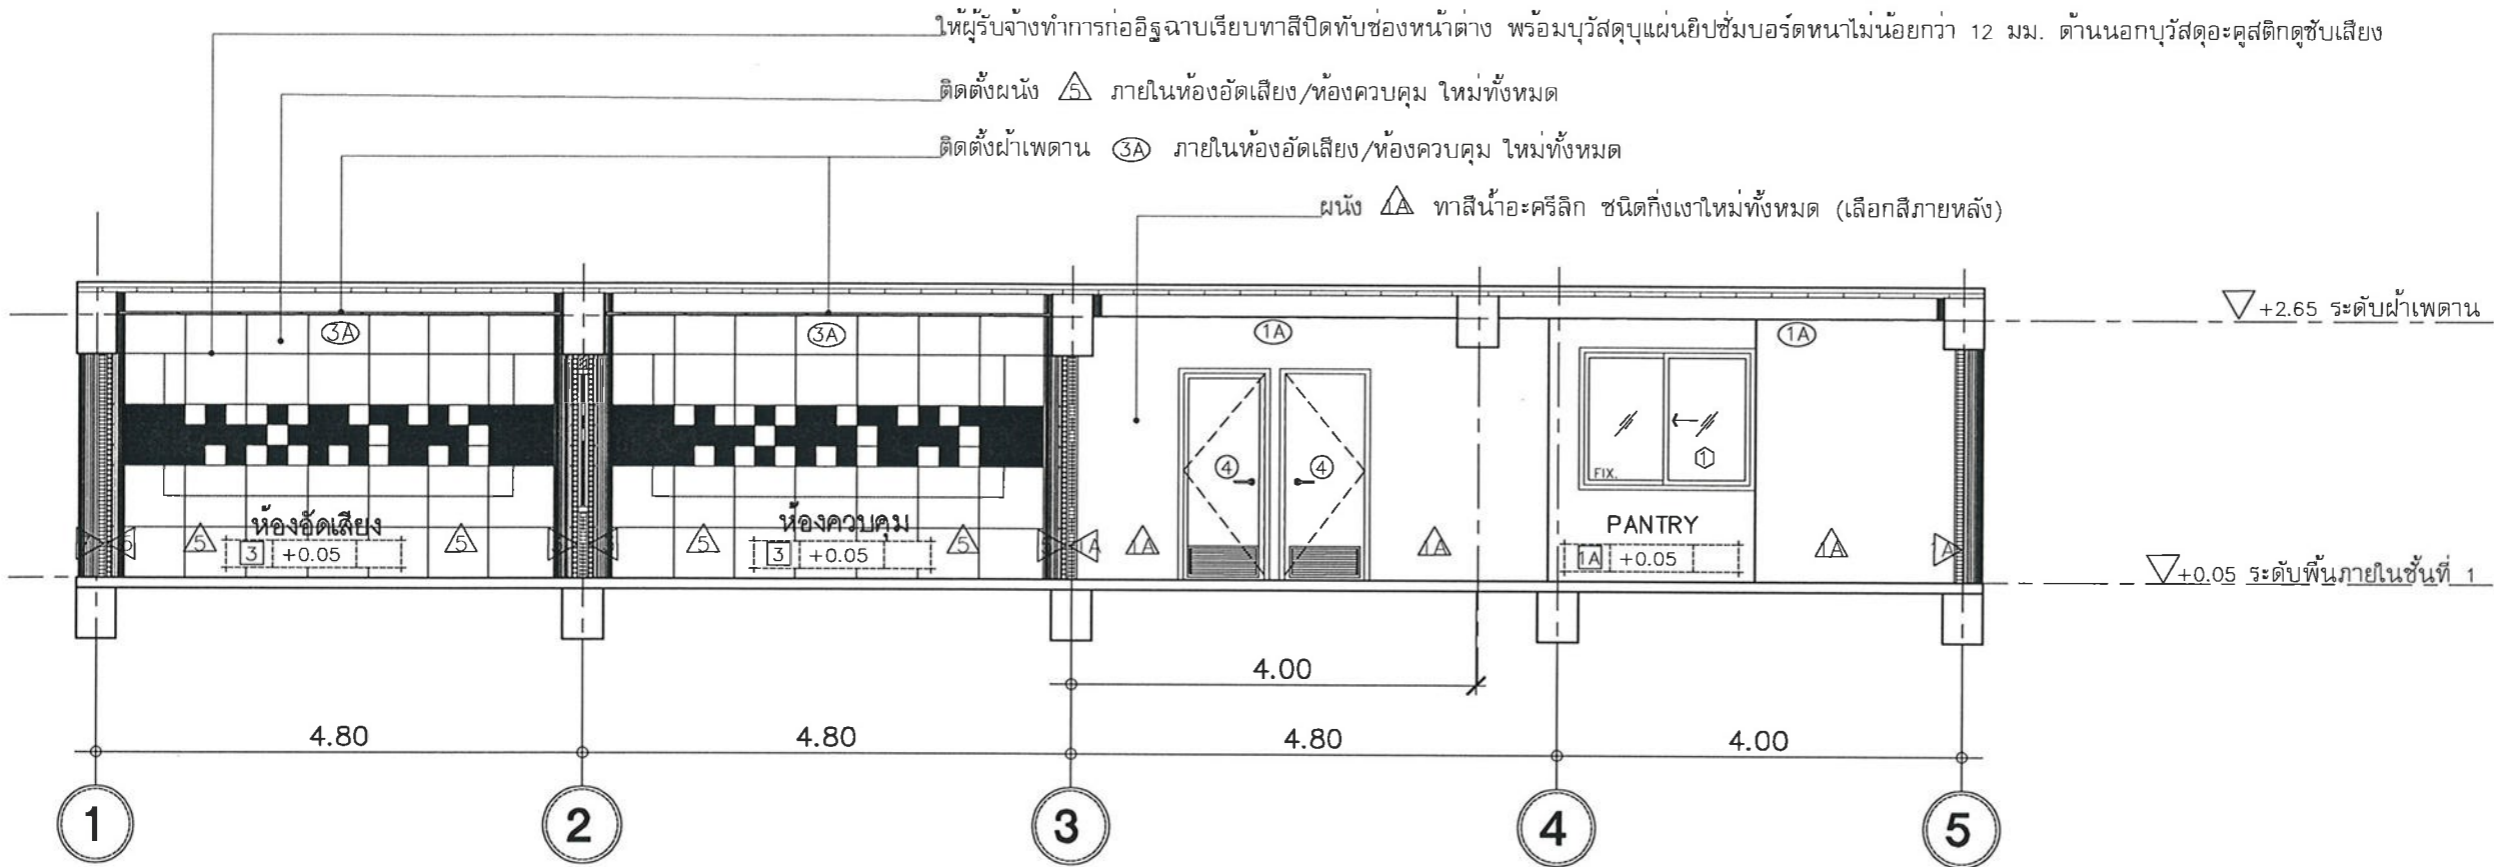 ให้ผู้รับจ้างทำการก่ออิฐฉาบเรียบทาสีปิดทับช่องหน้าต่าง พร้อมบุวัสดุบุแผ่นยิปซั่มบอร์ดหนาไม่น้อยกว่า 12 มม. ด้านนอกบุวัสดุอะคูสติกดูซับเสียง
ติดตั้งผนัง 5 ภายในห้องอัดเสียง/ห้องควบคุม ใหม่ทั้งหมด
ติดตั้งฝ้าเพดาน 3A ภายในห้องอัดเสียง/ห้องควบคุม ใหม่ทั้งหมด
ผนัง 1A ทาสีน้ำอะครีลิก ชนิดกึ่งเงาใหม่ทั้งหมด (เลือกสีภายหลัง)
+2.65 ระดับฝ้าเพดาน
3A 3A 1A 1A
4 4 1
FIX.
ห้องอัดเสียง ห้องควบคุม PANTRY
5 5 5 5 5 1A 1A 1A 1A 1A
3 +0.05 3 +0.05 1A +0.05
+0.05 ระดับพื้นภายในชั้นที่ 1
4.00
4.80 4.80 4.80 4.00
1 2 3 4 5